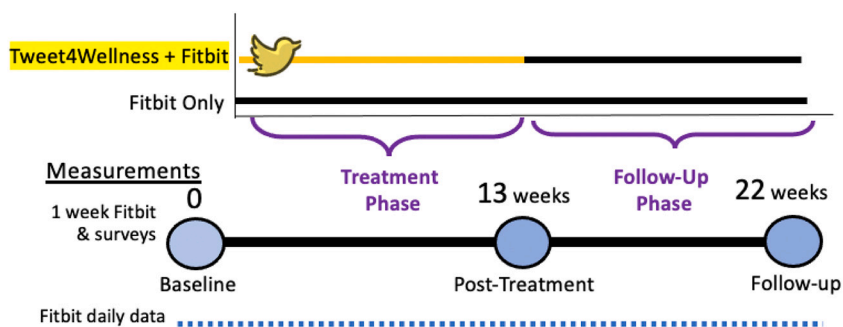 Tweet4Wellness + Fitbit
Fitbit Only
Measurements
0
1 week Fitbit
& surveys
Treatment
Phase
13 weeks
Follow-Up
Phase
22 weeks
Baseline
Post-Treatment
Follow-up
Fitbit daily data